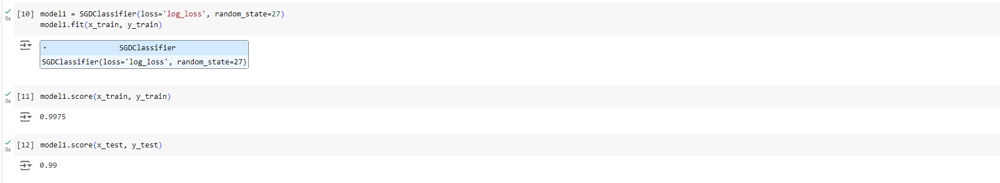 [10] model1 = SGDClassifier(loss='log_loss', random_state=27)
0s
model1.fit(x_train, y_train)
SGDClassifier
SGDClassifier(loss='log_loss', random_state=27)
[11] model1.score(x_train, y_train)
0s
0.9975
[12] model1.score(x_test, y_test)
0s
0.99